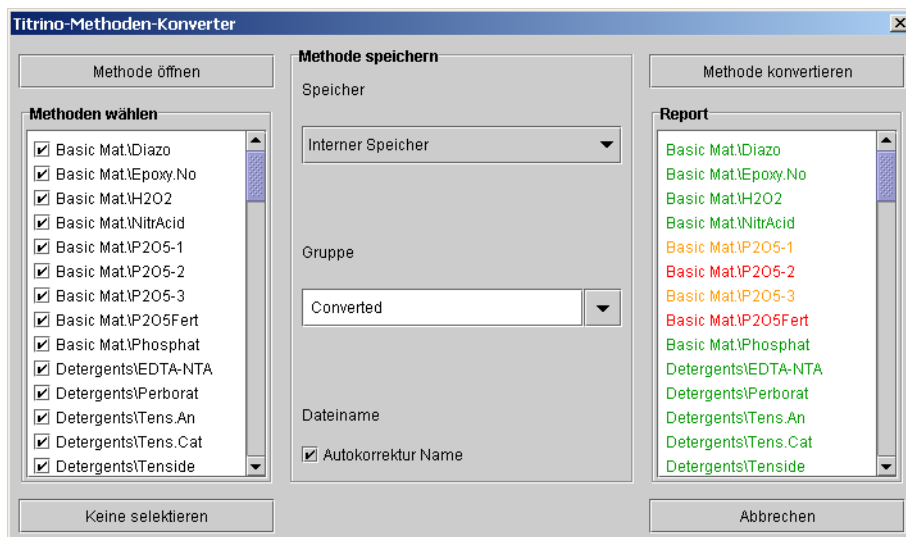 Titrino-Methoden-Konverter
Methode öffnen
Methoden wählen
Basic Mat.\Diazo
Basic Mat.\Epoxy.No
Basic Mat.\H2O2
Basic Mat.\NitrAcid
Basic Mat.\P2O5-1
Basic Mat.\P2O5-2
Basic Mat.\P2O5-3
Basic Mat.\P2O5Fert
Basic Mat.\Phosphat
Detergents\EDTA-NTA
Detergents\Perborat
Detergents\Tens.An
Detergents\Tens.Cat
Detergents\Tenside
Keine selektieren
Methode speichern
Speicher
Interner Speicher
Gruppe
Converted
Dateiname
Autokorrektur Name
Methode konvertieren
Report
Basic Mat.\Diazo
Basic Mat.\Epoxy.No
Basic Mat.\H2O2
Basic Mat.\NitrAcid
Basic Mat.\P2O5-1
Basic Mat.\P2O5-2
Basic Mat.\P2O5-3
Basic Mat.\P2O5Fert
Basic Mat.\Phosphat
Detergents\EDTA-NTA
Detergents\Perborat
Detergents\Tens.An
Detergents\Tens.Cat
Detergents\Tenside
Abbrechen